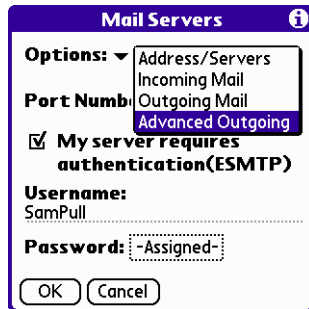 Mail Servers
Options:
Address/Servers
Incoming Mail
Outgoing Mail
Advanced Outgoing
Port Numb
My server requires
authentication(ESMTP)
Username:
SamPull
Password: -Assigned-
OK Cancel